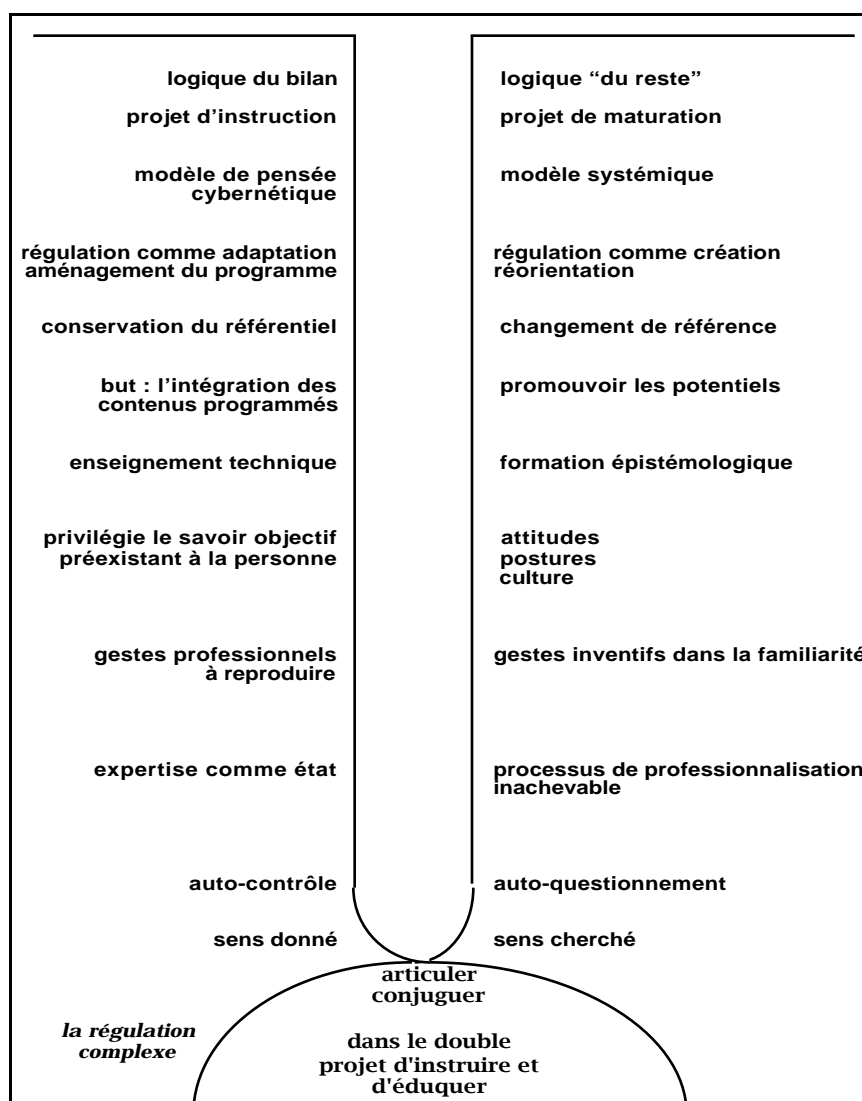 logique du bilan
projet d’instruction
modèle de pensée
cybernétique
régulation comme adaptation
aménagement du programme
conservation du référentiel
but : l’intégration des
contenus programmés
enseignement technique
privilégie le savoir objectif
préexistant à la personne
gestes professionnels
à reproduire
expertise comme état
auto-contrôle
sens donné
logique “du reste”
projet de maturation
modèle systémique
régulation comme création
réorientation
changement de référence
promouvoir les potentiels
formation épistémologique
attitudes
postures
culture
gestes inventifs dans la familiarité
processus de professionnalisation
inachevable
auto-questionnement
sens cherché
articuler
conjuguer
la régulation
complexe
dans le double
projet d'instruire et
d'éduquer